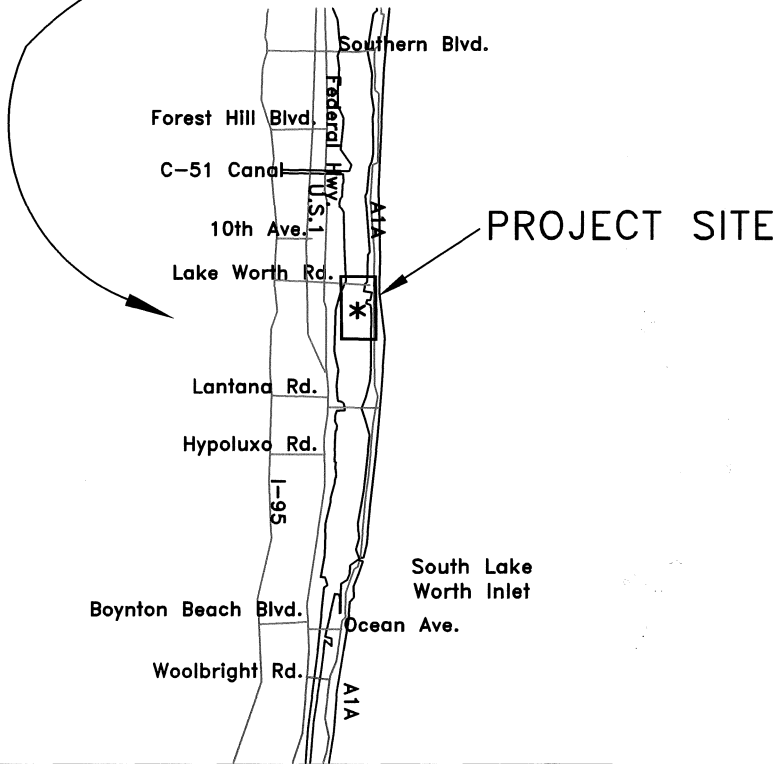 Southern Blvd.
Federal Hwy.
Forest Hill Blvd.
C-51 Canal
U.S.1
A1A
10th Ave.
PROJECT SITE
Lake Worth Rd.
*
Lantana Rd.
Hypoluxo Rd.
I-95
South Lake
Worth Inlet
Boynton Beach Blvd.
Ocean Ave.
Woolbright Rd.
A1A